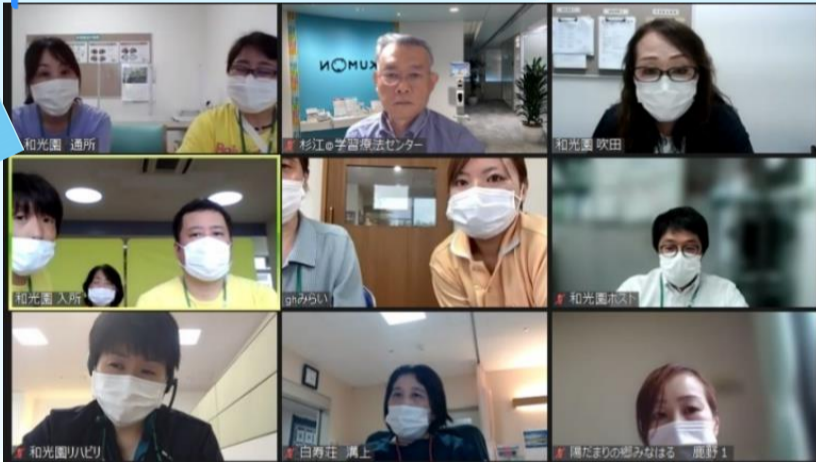 KUMON
和光園 通所
杉江@学習療法センター
和光園 吹田
和光園 入所
ghみらい
和光園ホスト
和光園リハビリ
白寿荘 溝上
陽だまりの郷みなはる 鹿野1